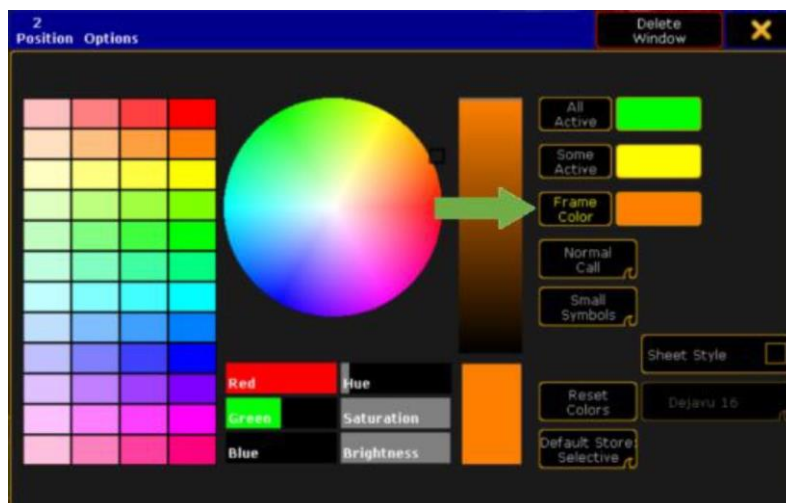 2
Position Options
Delete
Window
All
Active
Some
Active
Frame
Color
Normal
Call
Small
Symbols
Sheet Style
Red
Hue
Green
Saturation
Blue
Brightness
Reset
Colors
Dejavu 16
Default Store:
Selective